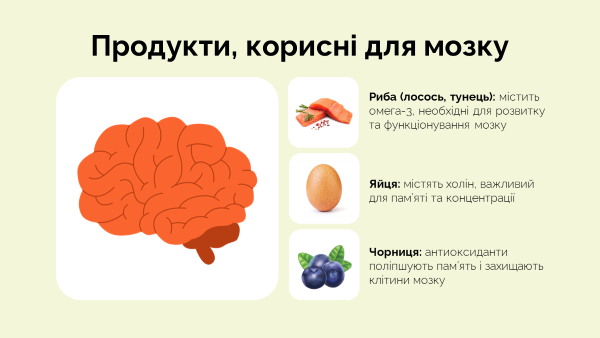 Продукти, корисні для мозку
Риба (лосось, тунець): містить
омега-3, необхідні для розвитку
та функціонування мозку
Яйця: містять холін, важливий
для пам'яті та концентрації
Чорниця: антиоксиданти
поліпшують пам'ять і захищають
клітини мозку